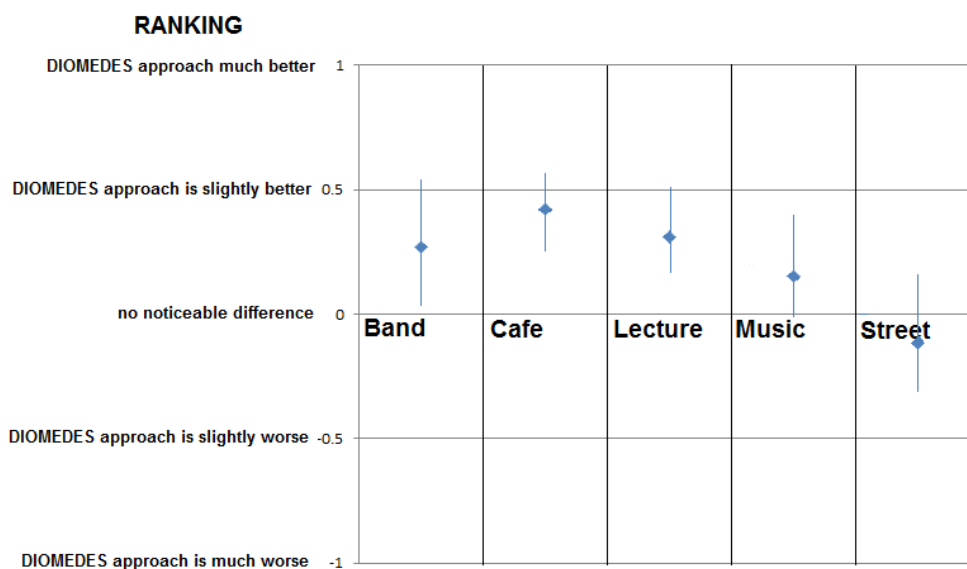 RANKING
DIOMEDES approach much better 1
DIOMEDES approach is slightly better 0.5
no noticeable difference 0
Band Cafe Lecture Music Street
DIOMEDES approach is slightly worse -0.5
DIOMEDES approach is much worse -1